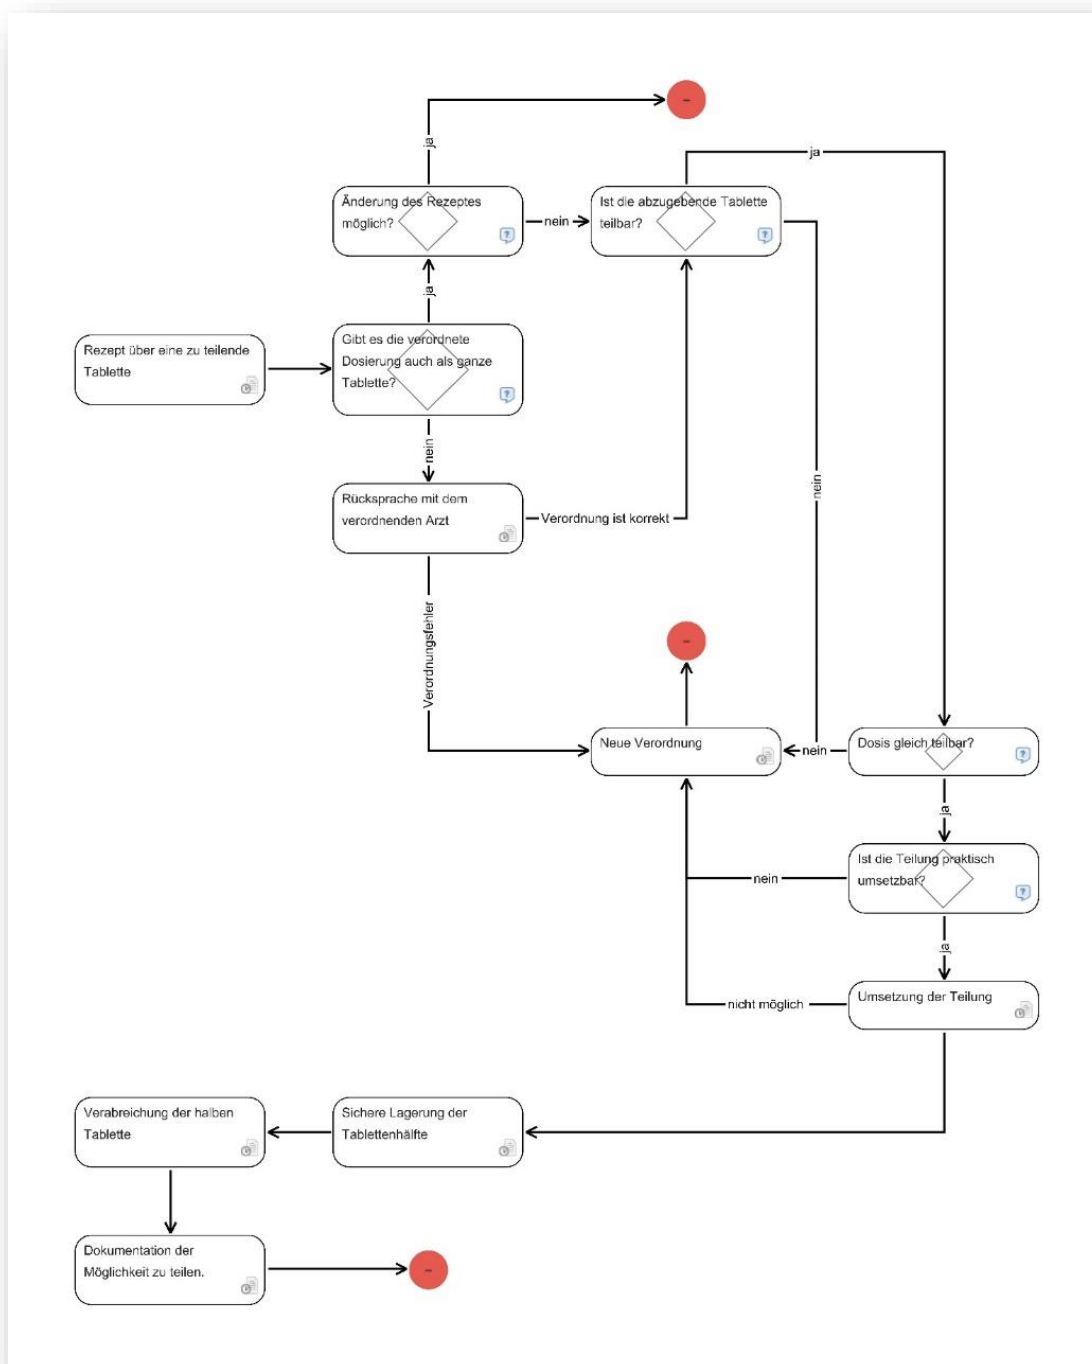 -
ja
ja
Änderung des Rezeptes
möglich?
nein
Ist die abzugebende Tablette
teilbar?
ja
Gibt es die verordnete
Dosierung auch als ganze
Tablette?
Rezept über eine zu teilende
Tablette
nein
nein
Rücksprache mit dem
verordnenden Arzt
Verordnung ist korrekt
Verordnungsfehler
-
Neue Verordnung
nein
Dosis gleich teilbar?
ja
Ist die Teilung praktisch
umsetzbar?
nein
ja
Umsetzung der Teilung
nicht möglich
Verabreichung der halben
Tablette
Sichere Lagerung der
Tablettenhälfte
Dokumentation der
Möglichkeit zu teilen.
-